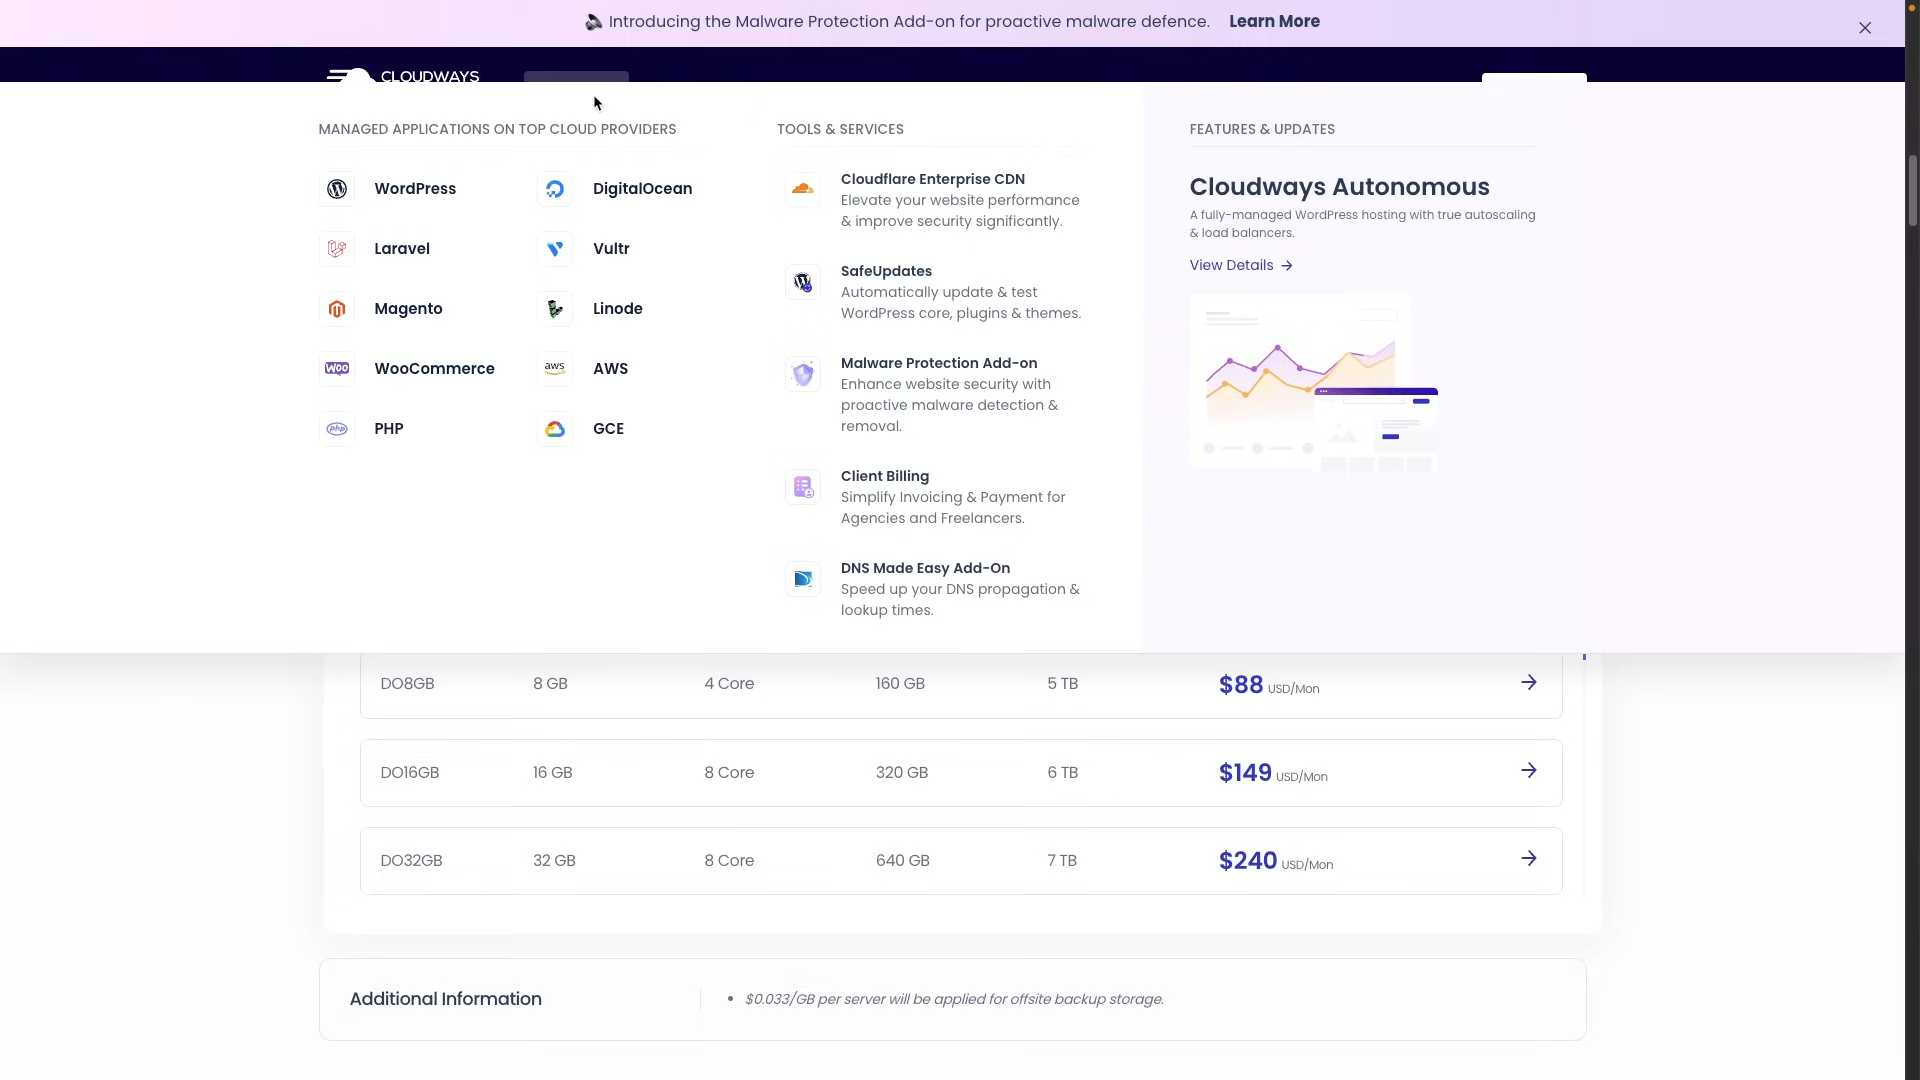 Introducing the Malware Protection Add-on for proactive malware defence. Learn More
CLOUDWAYS
MANAGED APPLICATIONS ON TOP CLOUD PROVIDERS
WordPress
DigitalOcean
Laravel
Vultr
Magento
Linode
WOO
WooCommerce
aws
AWS
php
PHP
GCE
TOOLS & SERVICES
Cloudflare Enterprise CDN
Elevate your website performance
& improve security significantly.
SafeUpdates
Automatically update & test
WordPress core, plugins & themes.
Malware Protection Add-on
Enhance website security with
proactive malware detection &
removal.
Client Billing
Simplify Invoicing & Payment for
Agencies and Freelancers.
DNS Made Easy Add-On
Speed up your DNS propagation &
lookup times.
FEATURES & UPDATES
Cloudways Autonomous
A fully-managed WordPress hosting with true autoscaling
& load balancers.
View Details →
DO8GB 8 GB 4 Core 160 GB 5 TB $88 USD/Mon →
DO16GB 16 GB 8 Core 320 GB 6 TB $149 USD/Mon →
DO32GB 32 GB 8 Core 640 GB 7 TB $240 USD/Mon →
Additional Information
• $0.033/GB per server will be applied for offsite backup storage.